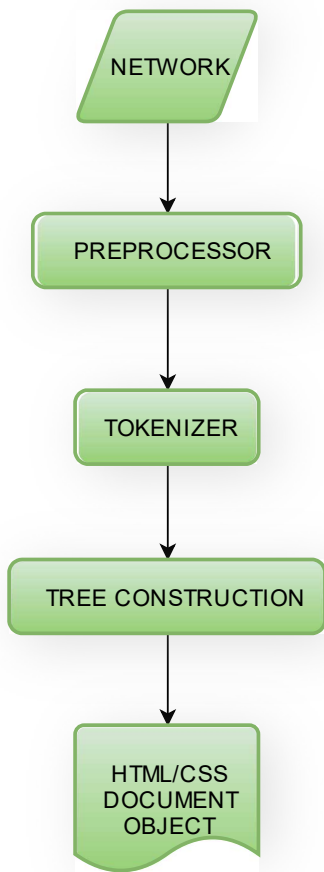 NETWORK
PREPROCESSOR
TOKENIZER
TREE CONSTRUCTION
HTML/CSS
DOCUMENT
OBJECT